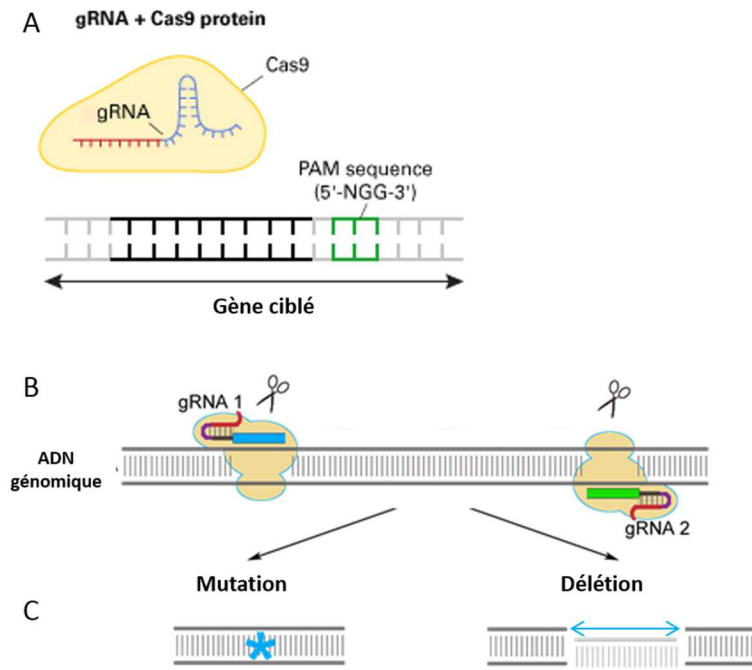 A
gRNA + Cas9 protein
Cas9
gRNA
PAM sequence
(5'-NGG-3')
Gène ciblé
B
gRNA 1
ADN
génomique
gRNA 2
Mutation
Délétion
C